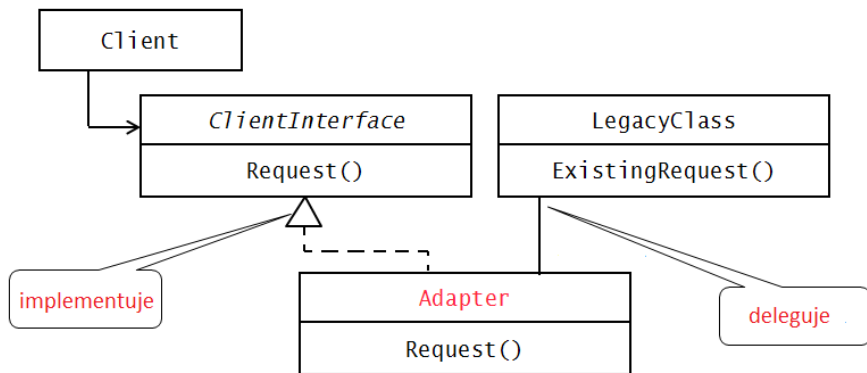 Client
ClientInterface
Request()
LegacyClass
ExistingRequest()
implementuje
Adapter
Request()
deleguje